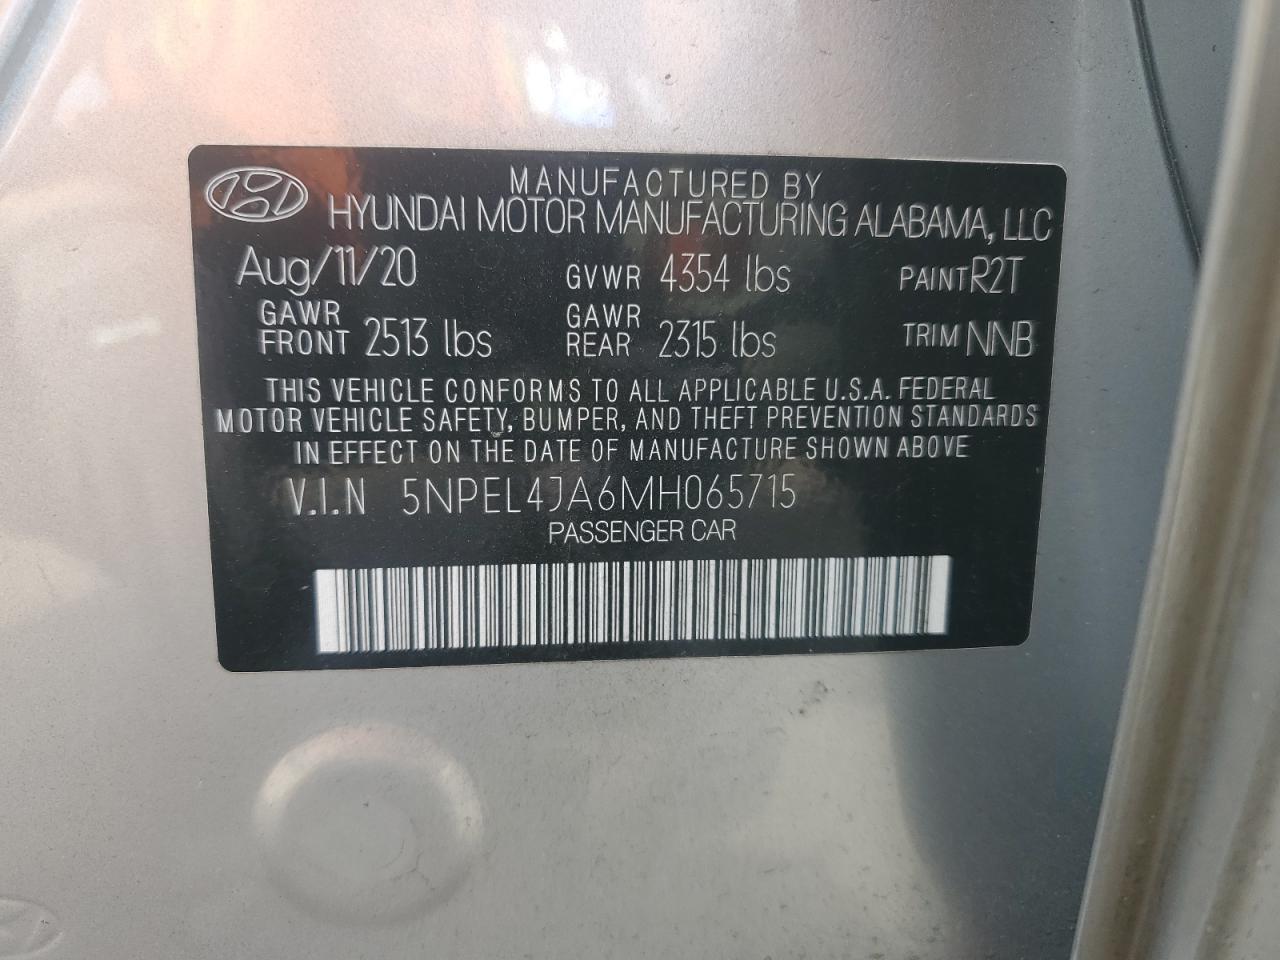 MANUFACTURED BY
HYUNDAI MOTOR MANUFACTURING ALABAMA, LLC
Aug/11/20 GVWR 4354 lbs PAINT R2T
GAWR FRONT 2513 lbs GAWR REAR 2315 lbs TRIM NNB
THIS VEHICLE CONFORMS TO ALL APPLICABLE U.S.A. FEDERAL
MOTOR VEHICLE SAFETY, BUMPER, AND THEFT PREVENTION STANDARDS
IN EFFECT ON THE DATE OF MANUFACTURE SHOWN ABOVE
V.I.N 5NPEL4JA6MH065715
PASSENGER CAR